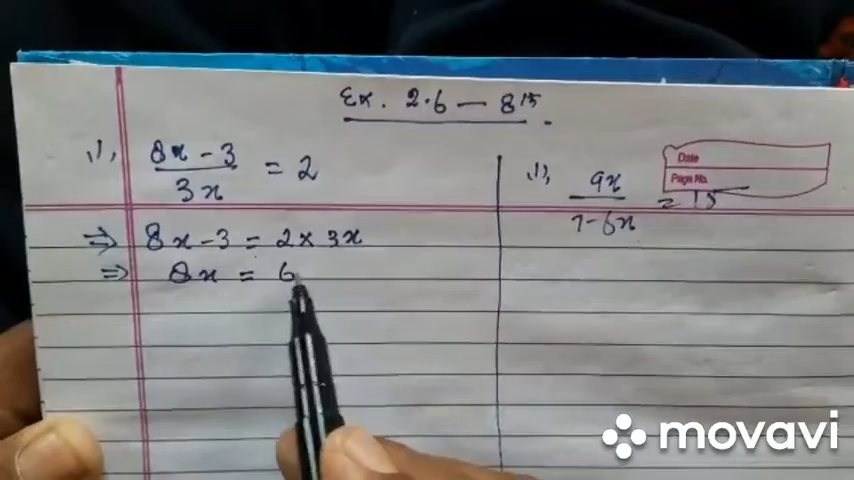 Ex. 2.6 — 8th
(1) (8x - 3)/(3x) = 2
⇒ 8x - 3 = 2 × 3x
⇒ 8x = 6
Date
Page No.
9x/(7 - 6x) = 15
movavi